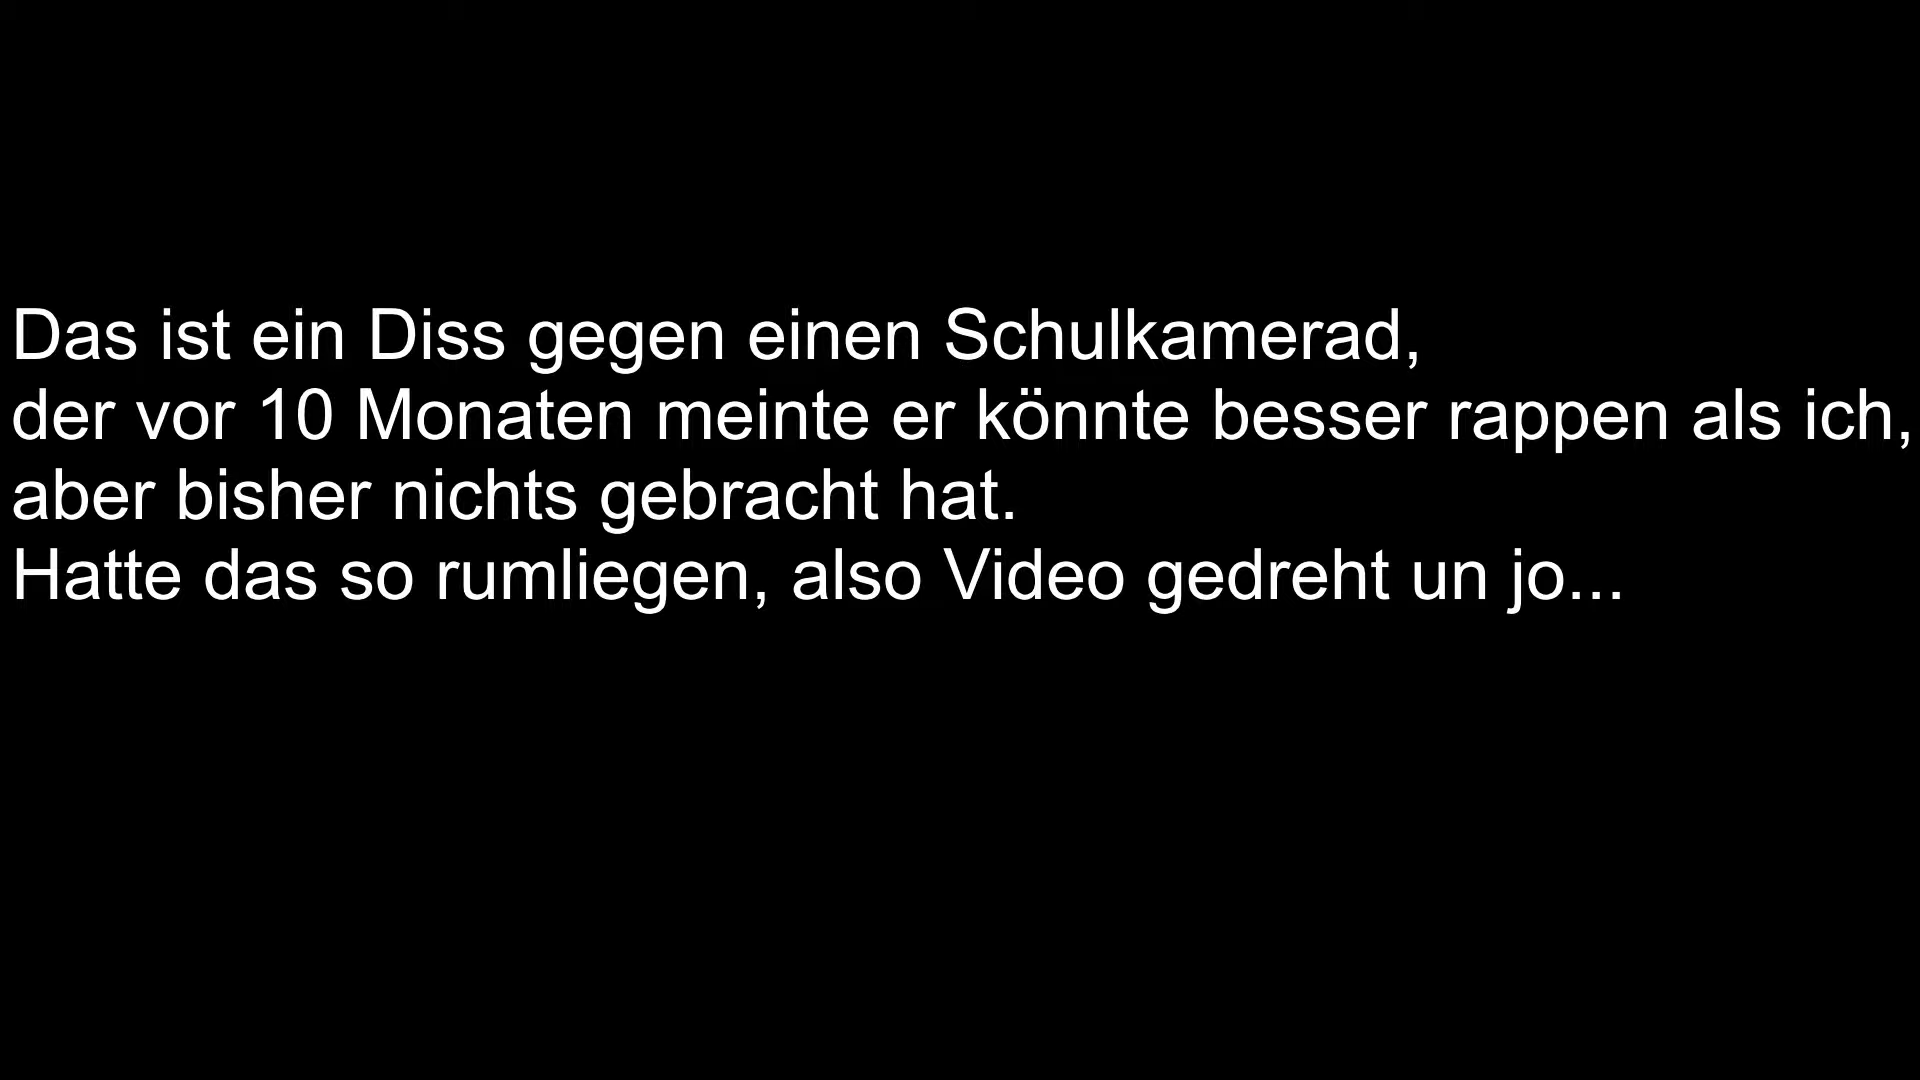 Das ist ein Diss gegen einen Schulkamerad,
der vor 10 Monaten meinte er könnte besser rappen als ich,
aber bisher nichts gebracht hat.
Hatte das so rumliegen, also Video gedreht un jo...